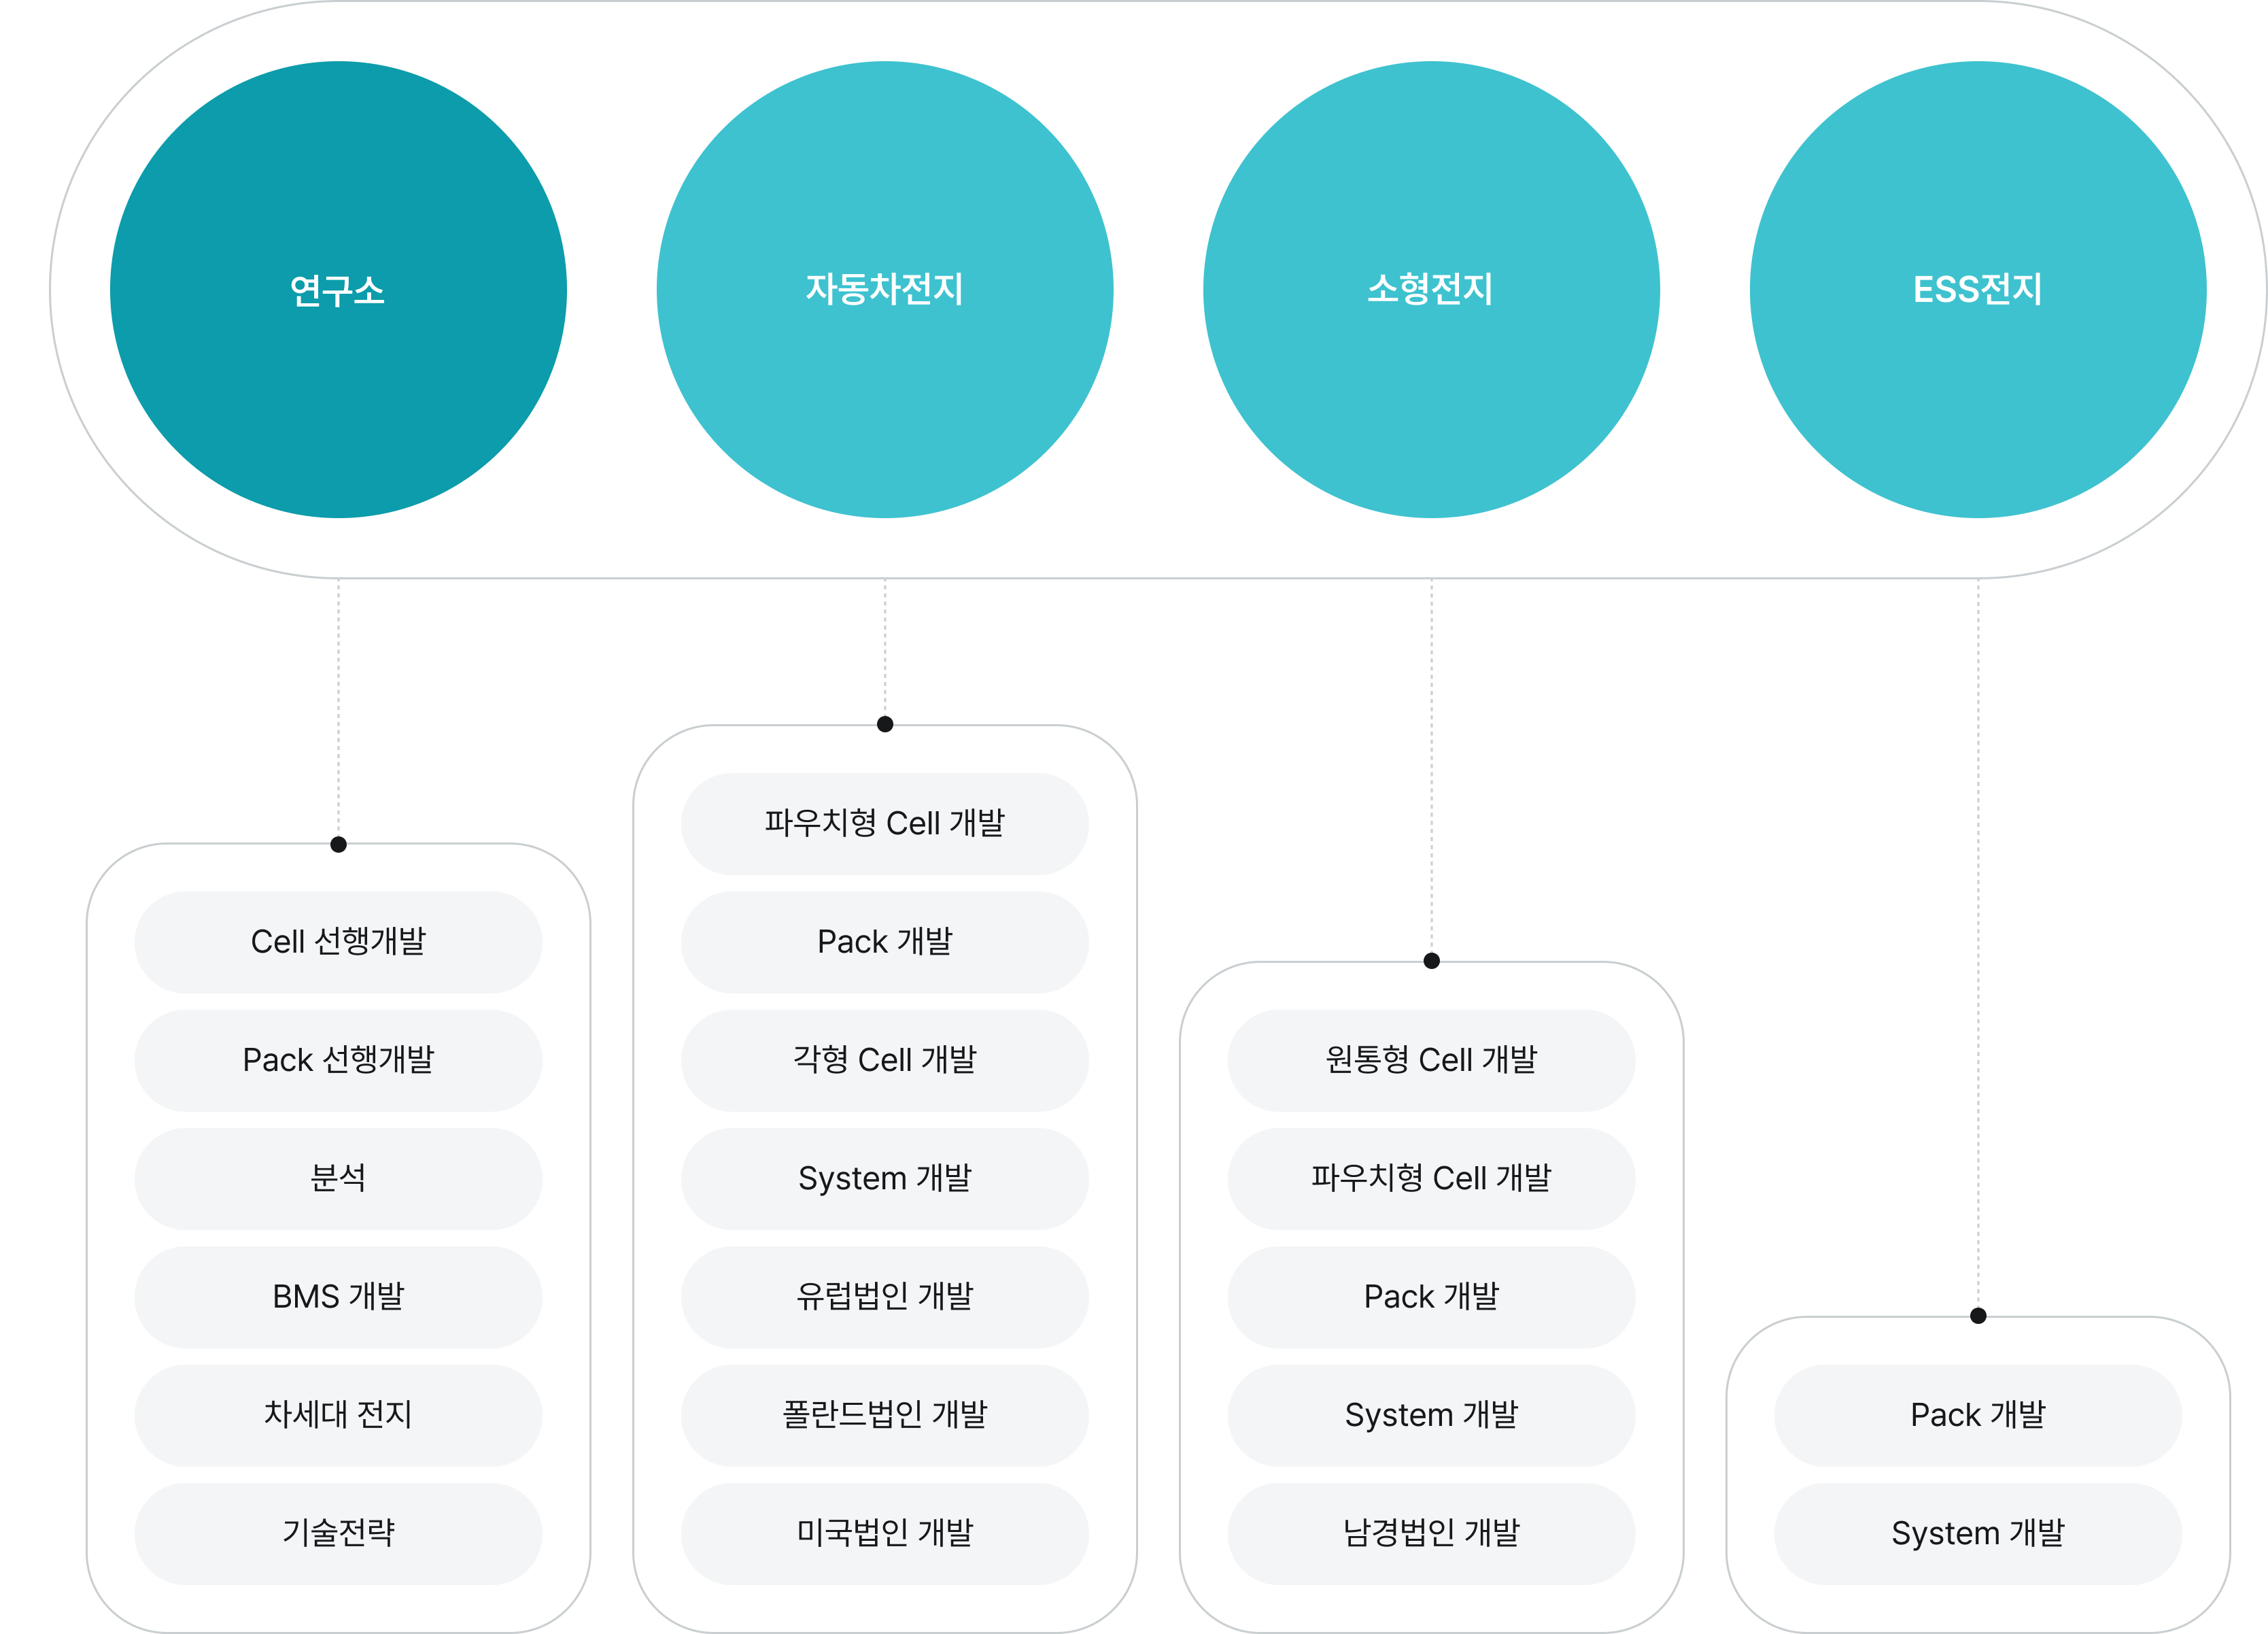 연구소
자동차전지
소형전지
ESS전지
Cell 선행개발
Pack 선행개발
분석
BMS 개발
차세대 전지
기술전략
파우치형 Cell 개발
Pack 개발
각형 Cell 개발
System 개발
유럽법인 개발
폴란드법인 개발
미국법인 개발
원통형 Cell 개발
파우치형 Cell 개발
Pack 개발
System 개발
남경법인 개발
Pack 개발
System 개발